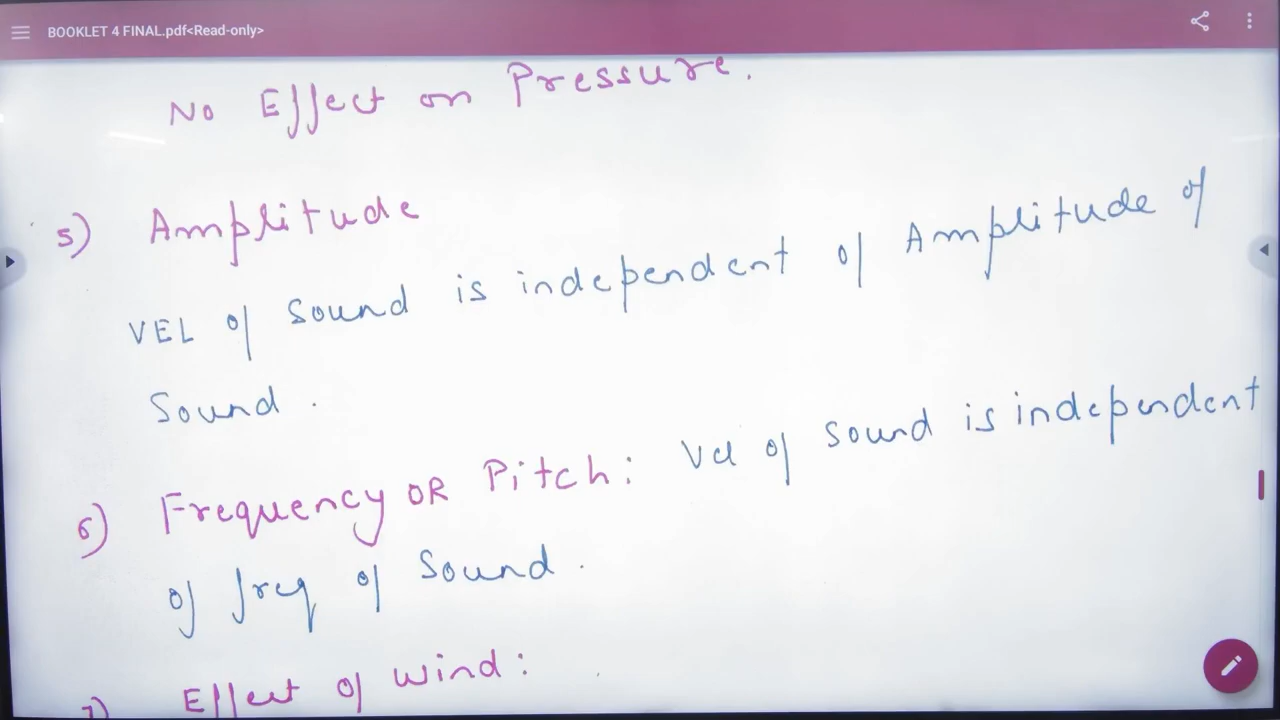 BOOKLET 4 FINAL.pdf<Read-only>
No Effect on Pressure.
5) Amplitude
VEL of Sound is independent of Amplitude of
Sound.
6) Frequency OR Pitch: Vel of Sound is independent
of freq of Sound.
7) Effect of Wind: